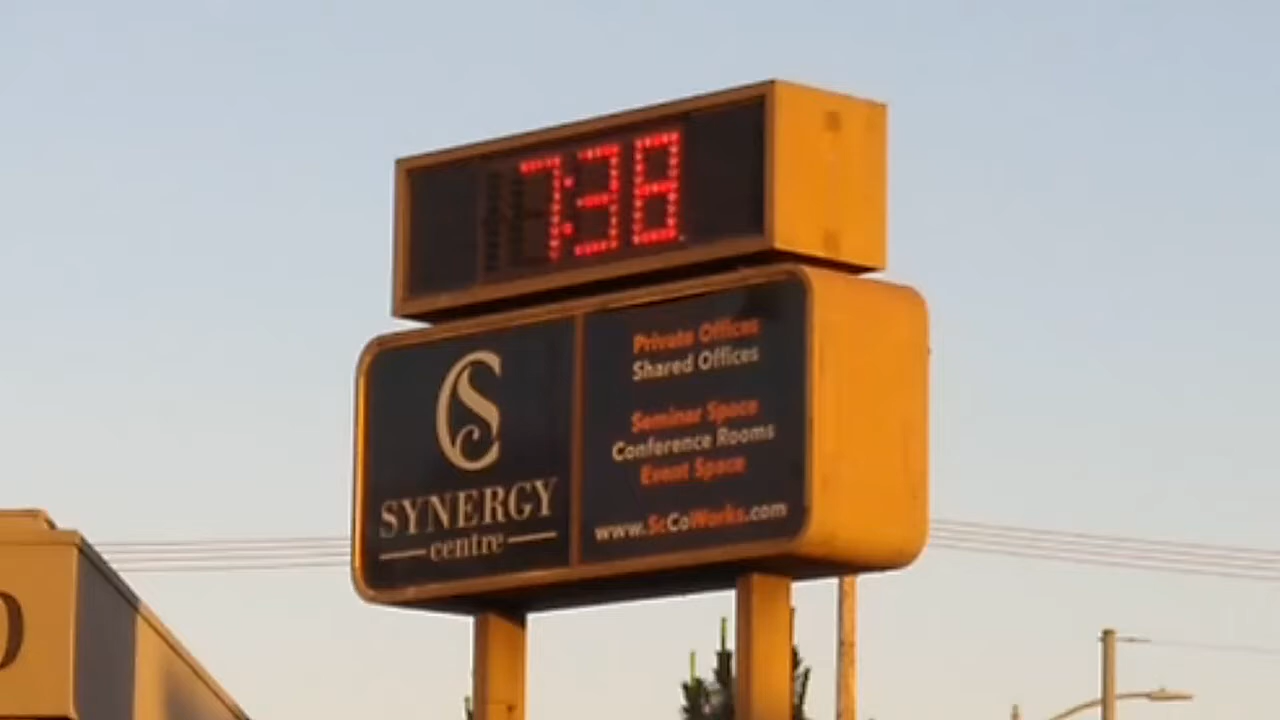 7:38
SYNERGY
centre
Private Offices
Shared Offices
Seminar Space
Conference Rooms
Event Space
www.ScCoWorks.com